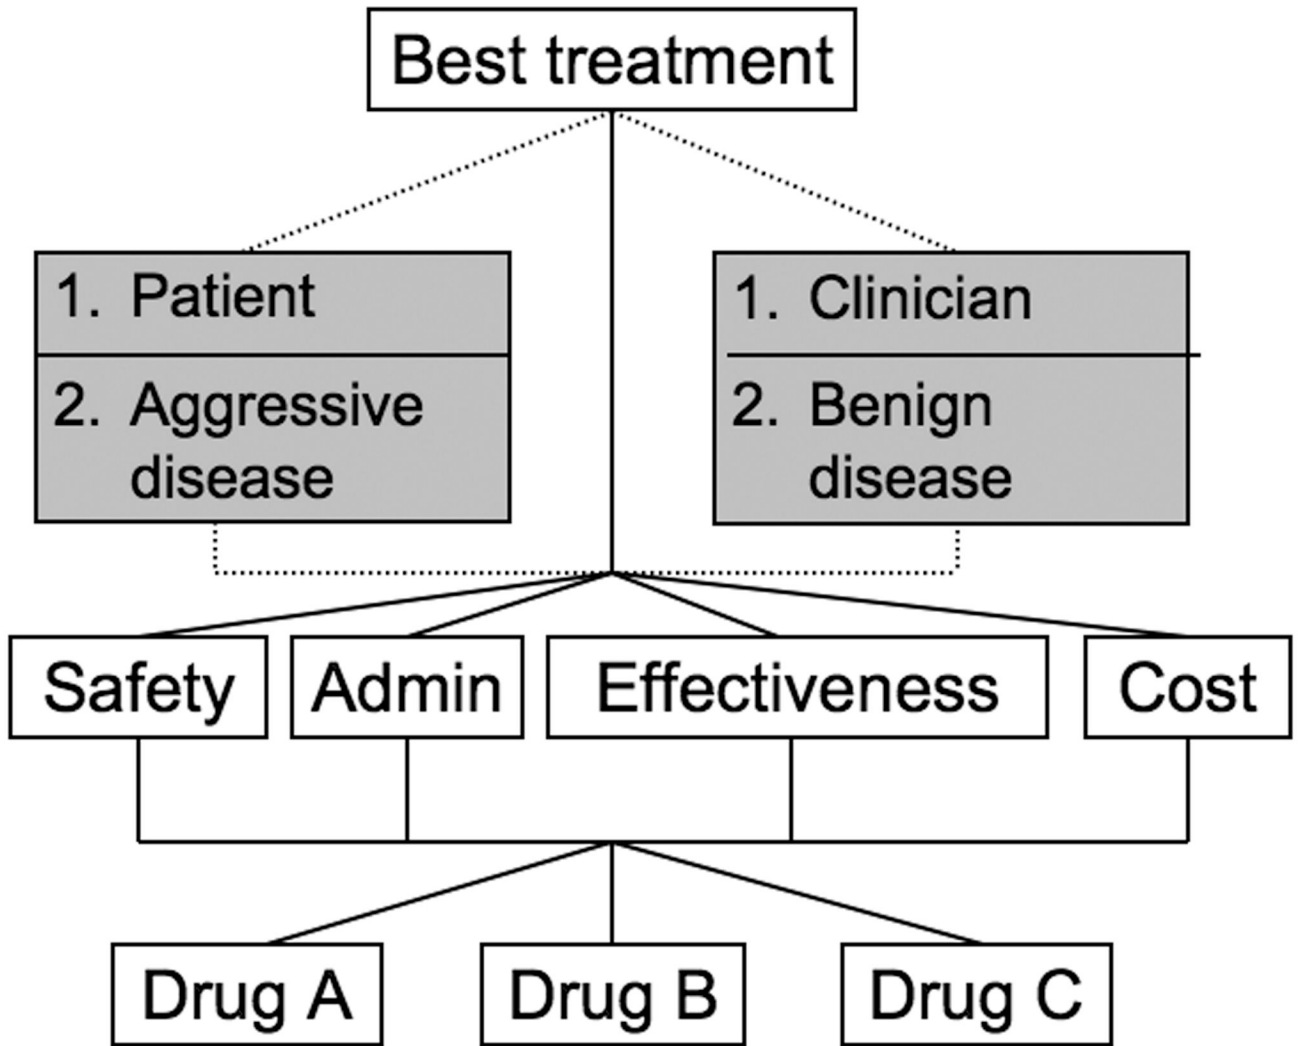 Best treatment
1. Patient
2. Aggressive
disease
1. Clinician
2. Benign
disease
Safety
Admin
Effectiveness
Cost
Drug A
Drug B
Drug C